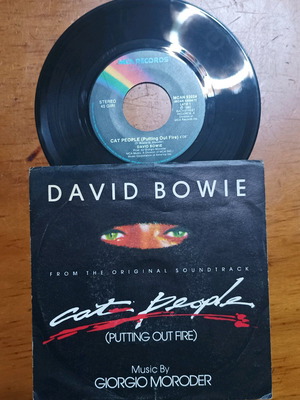 MCA RECORDS
STEREO
45 RPM
CAT PEOPLE (Putting Out Fire)
DAVID BOWIE
DAVID BOWIE
FROM THE ORIGINAL SOUNDTRACK
cat people
(PUTTING OUT FIRE)
Music By
GIORGIO MORODER